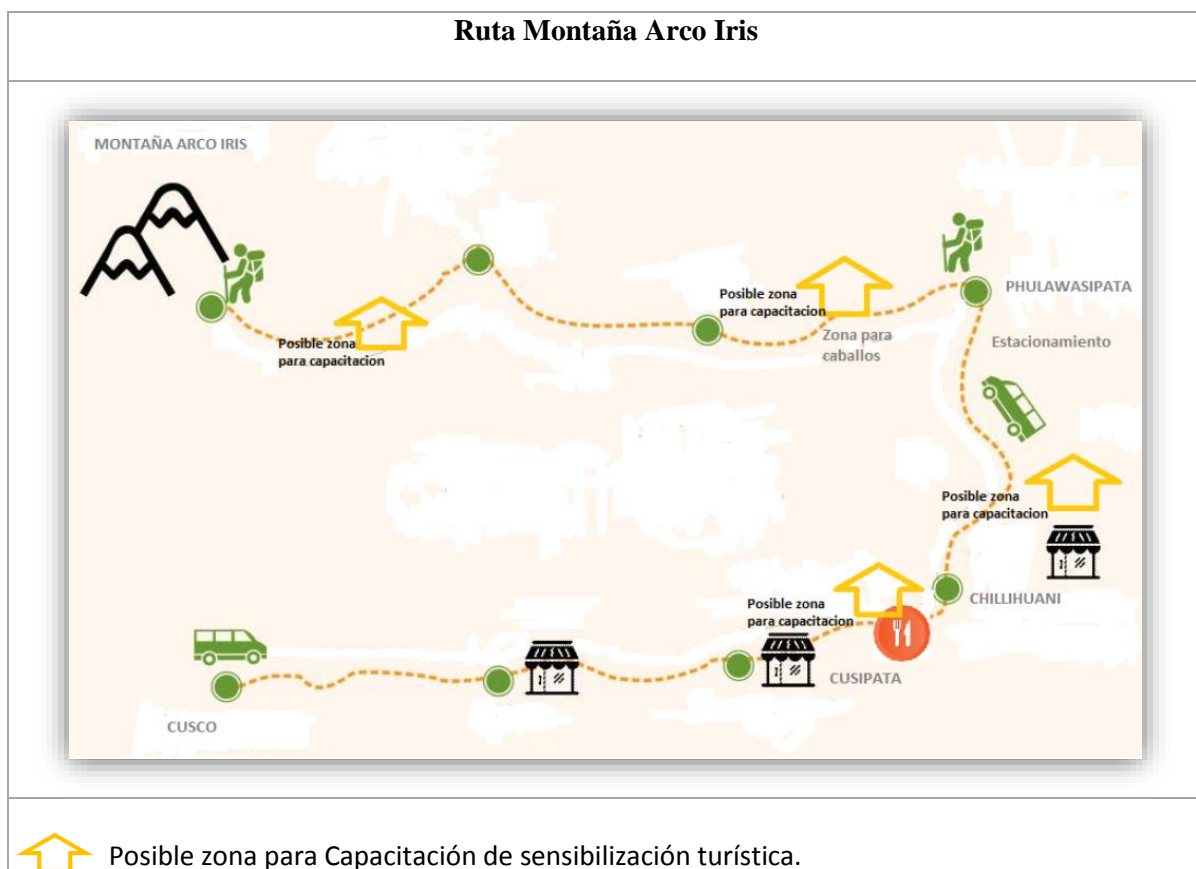 Ruta Montaña Arco Iris
MONTAÑA ARCO IRIS
PHULAWASIPATA
Posible zona
para capacitacion
Zona para
caballos
Estacionamiento
Posible zona
para capacitacion
Posible zona
para capacitacion
CHILLIHUANI
Posible zona
para capacitacion
CUSIPATA
CUSCO
Posible zona para Capacitación de sensibilización turística.